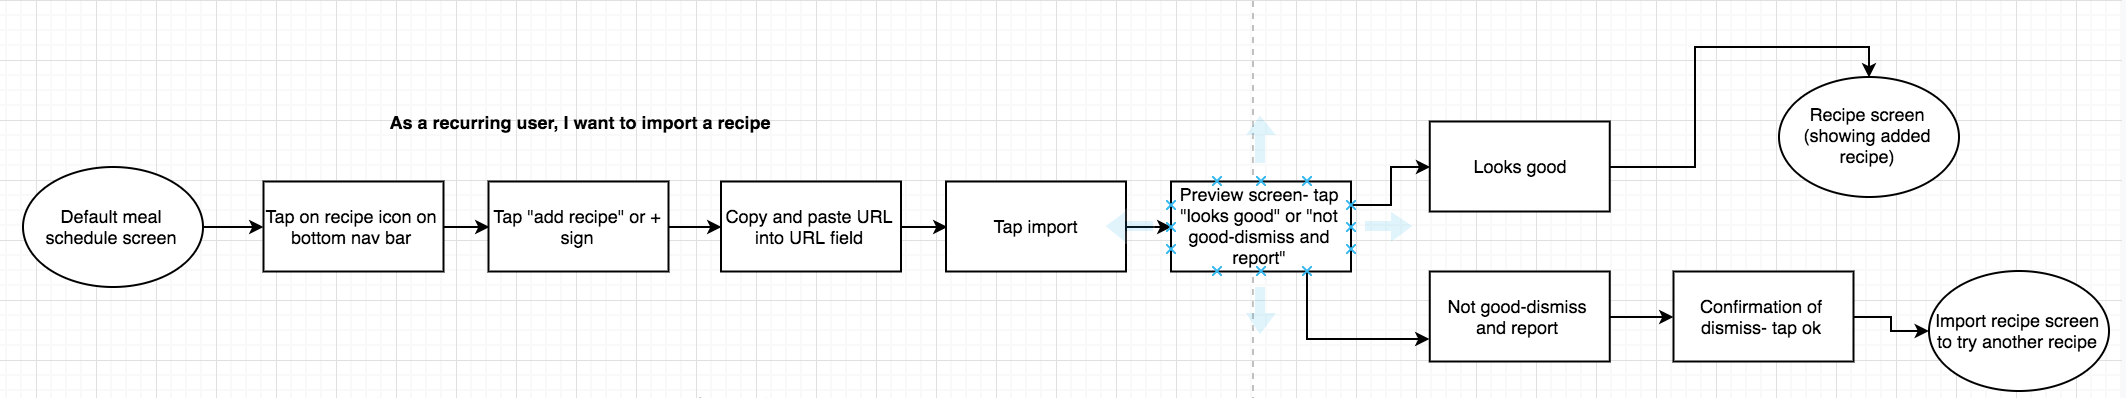 As a recurring user, I want to import a recipe
Default meal
schedule screen
Tap on recipe icon on
bottom nav bar
Tap "add recipe" or +
sign
Copy and paste URL
into URL field
Tap import
Preview screen- tap
"looks good" or "not
good-dismiss and
report"
Looks good
Recipe screen
(showing added
recipe)
Not good-dismiss
and report
Confirmation of
dismiss- tap ok
Import recipe screen
to try another recipe